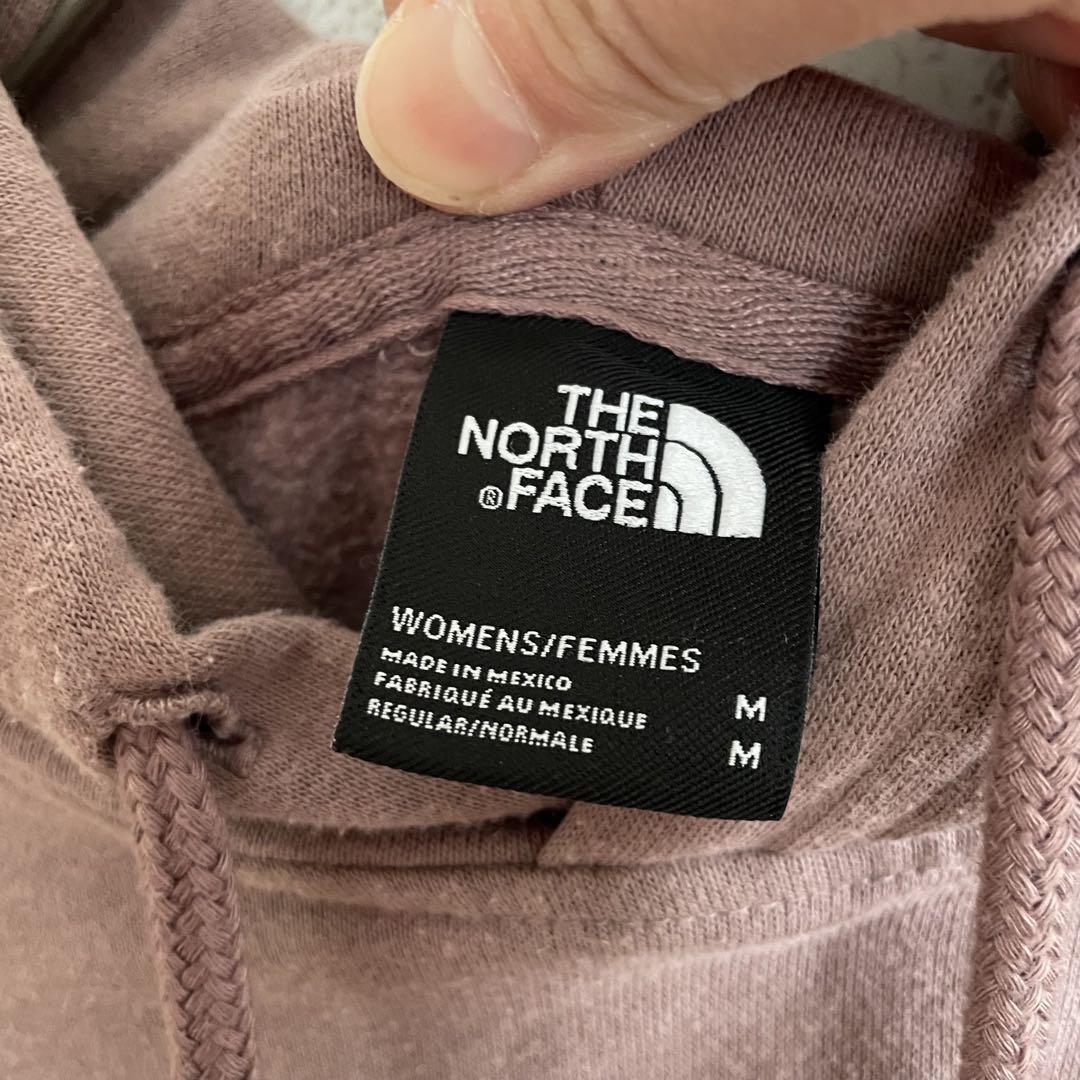 THE
NORTH
®FACE
WOMENS/FEMMES
MADE IN MEXICO
FABRIQUÉ AU MEXIQUE M
REGULAR/NORMALE M